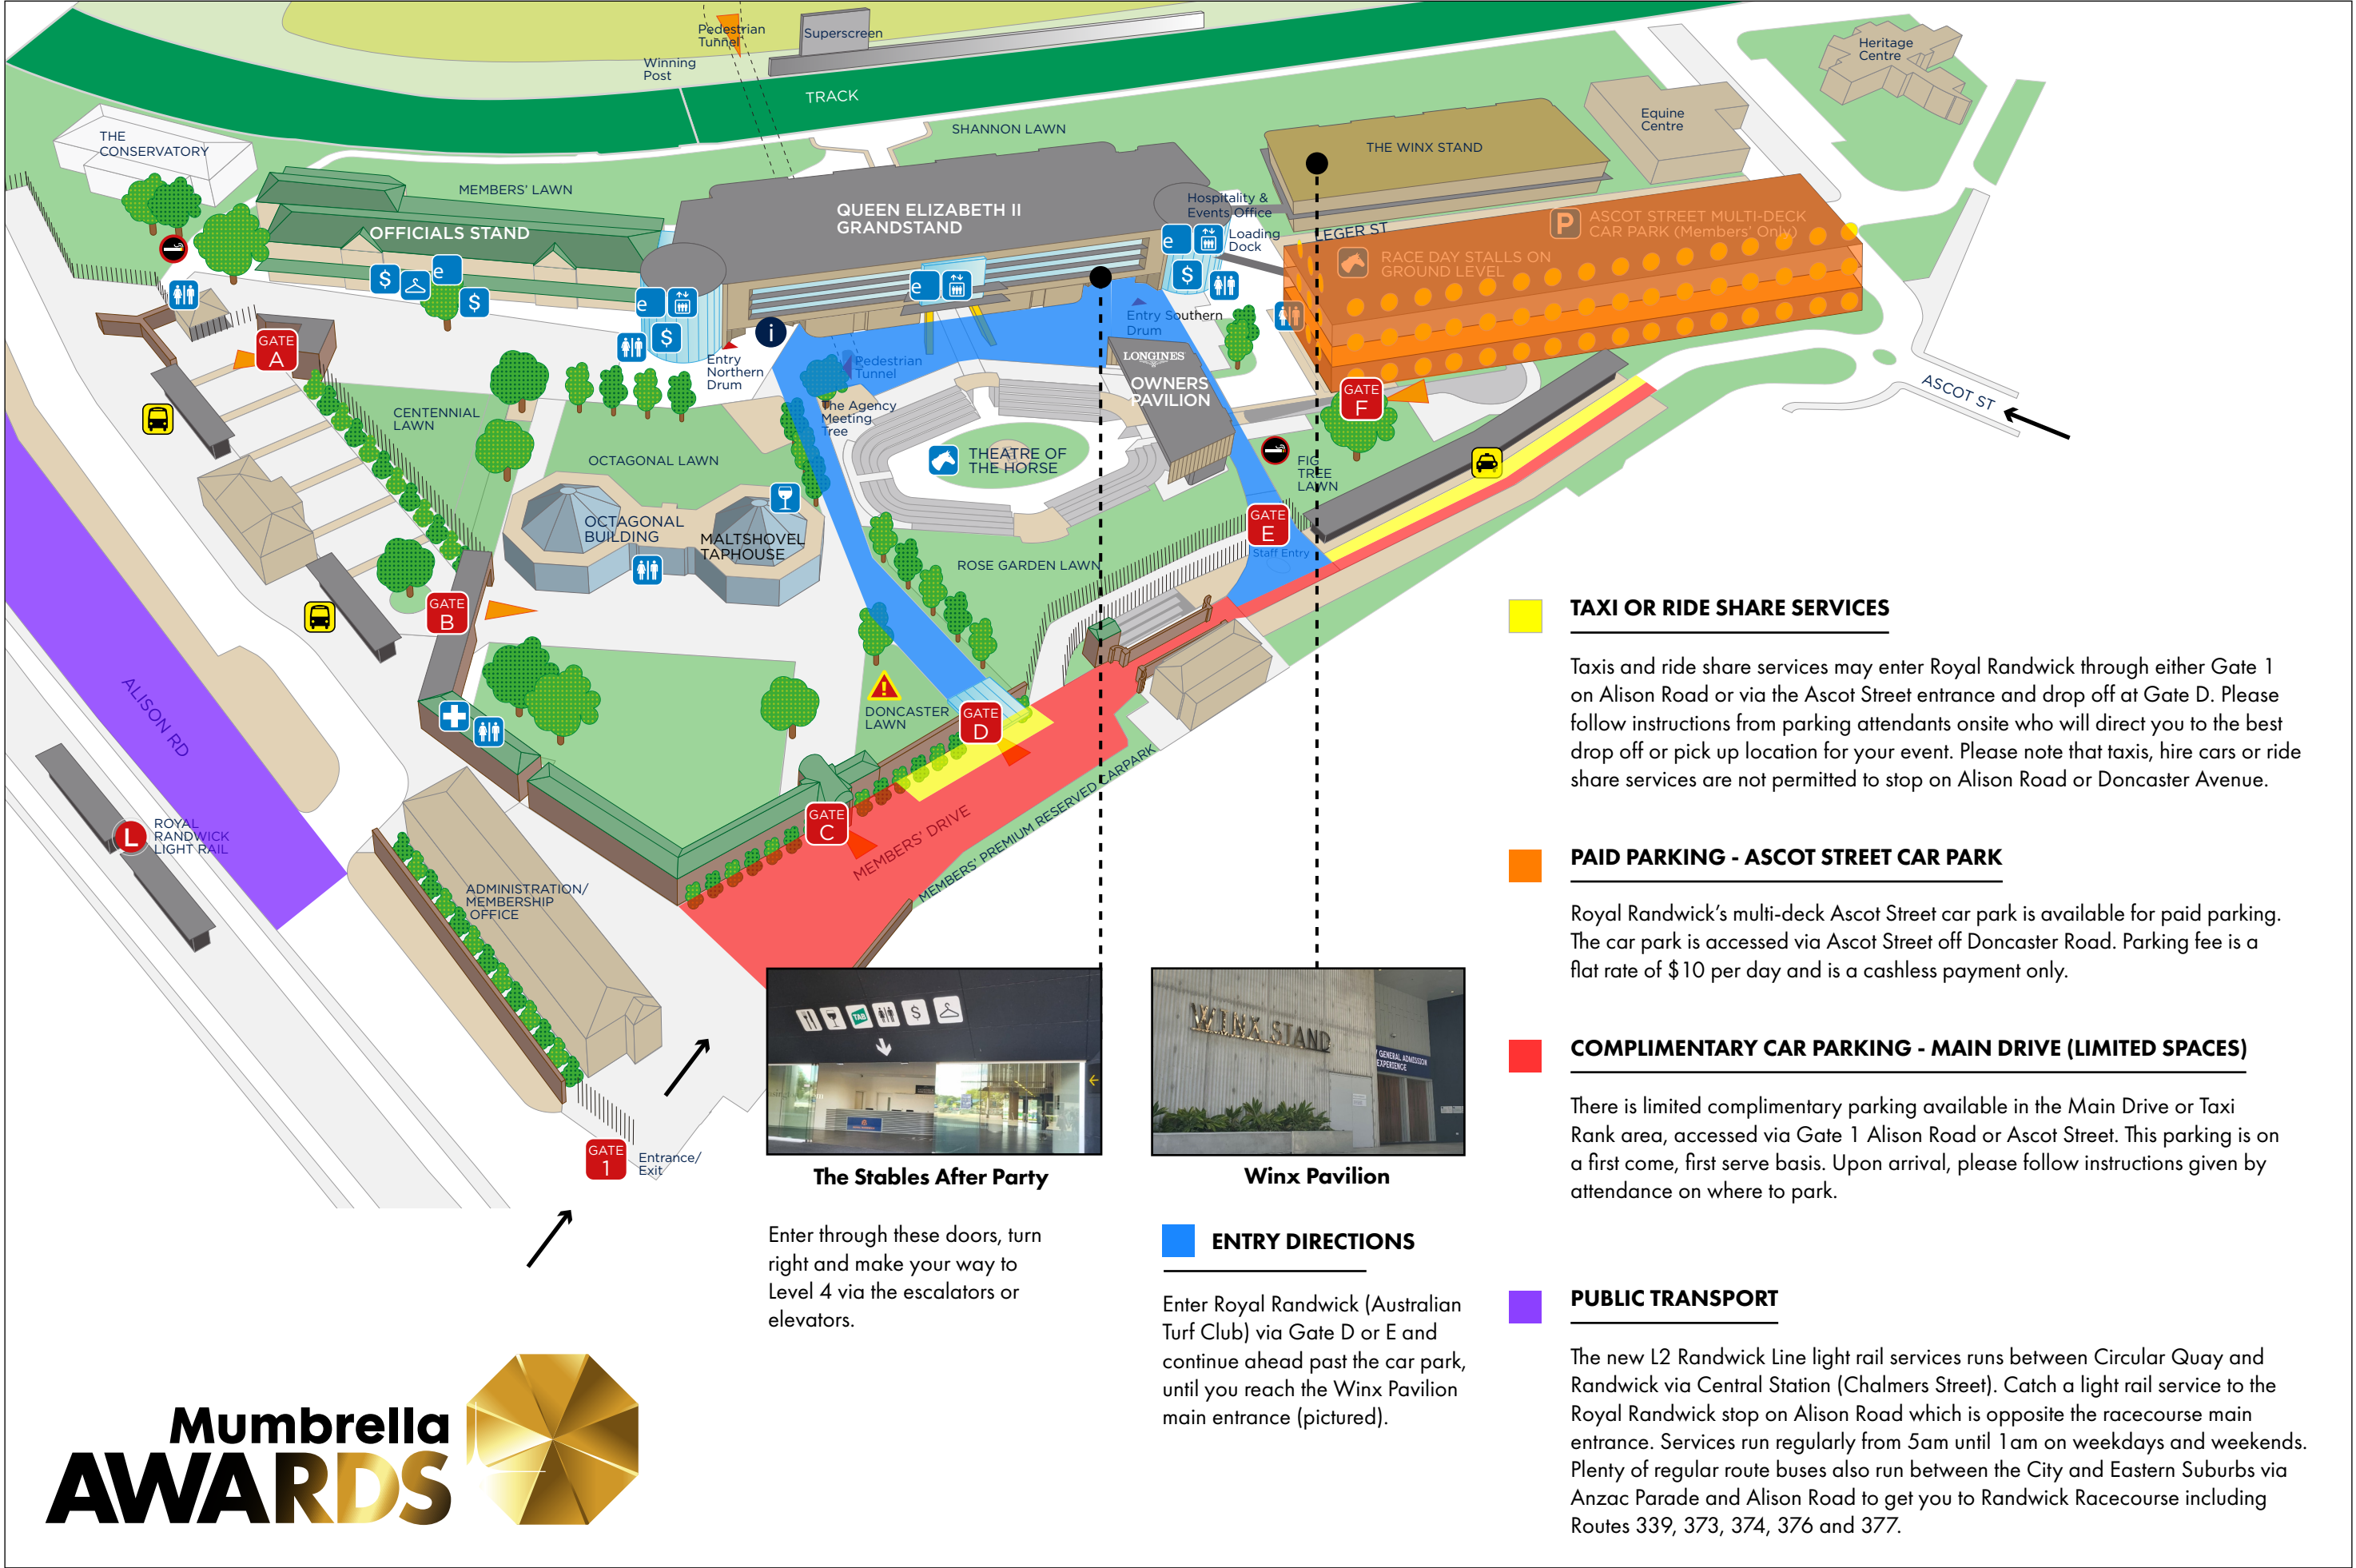 Pedestrian
Tunnel
Superscreen
Winning
Post
TRACK
Heritage
Centre
THE
CONSERVATORY
SHANNON LAWN
Equine
Centre
THE WINX STAND
MEMBERS' LAWN
OFFICIALS STAND
QUEEN ELIZABETH II
GRANDSTAND
Hospitality &
Events Office
Loading
Dock
LEGER ST
P
ASCOT STREET MULTI-DECK
CAR PARK (Members' Only)
RACE DAY STALLS ON
GROUND LEVEL
$
e
$
e
$
e
e
$
i
Entry Southern
Drum
Entry
Northern
Drum
Pedestrian
Tunnel
GATE
A
LONGINES
OWNERS
PAVILION
GATE
F
ASCOT ST
CENTENNIAL
LAWN
The Agency
Meeting
Tree
OCTAGONAL LAWN
THEATRE OF
THE HORSE
FIG
TREE
LAWN
OCTAGONAL
BUILDING
MALTSHOVEL
TAPHOUSE
GATE
E
Staff Entry
ROSE GARDEN LAWN
GATE
B
ALISON RD
DONCASTER
LAWN
GATE
D
GATE
C
MEMBERS' DRIVE
MEMBERS' PREMIUM RESERVED CARPARK
L
ROYAL
RANDWICK
LIGHT RAIL
ADMINISTRATION/
MEMBERSHIP
OFFICE
GATE
1
Entrance/
Exit
TAB
$
WINX STAND
GENERAL ADMISSION
EXPERIENCE
The Stables After Party
Enter through these doors, turn
right and make your way to
Level 4 via the escalators or
elevators.
Winx Pavilion
ENTRY DIRECTIONS
Enter Royal Randwick (Australian
Turf Club) via Gate D or E and
continue ahead past the car park,
until you reach the Winx Pavilion
main entrance (pictured).
TAXI OR RIDE SHARE SERVICES
Taxis and ride share services may enter Royal Randwick through either Gate 1
on Alison Road or via the Ascot Street entrance and drop off at Gate D. Please
follow instructions from parking attendants onsite who will direct you to the best
drop off or pick up location for your event. Please note that taxis, hire cars or ride
share services are not permitted to stop on Alison Road or Doncaster Avenue.
PAID PARKING - ASCOT STREET CAR PARK
Royal Randwick's multi-deck Ascot Street car park is available for paid parking.
The car park is accessed via Ascot Street off Doncaster Road. Parking fee is a
flat rate of $10 per day and is a cashless payment only.
COMPLIMENTARY CAR PARKING - MAIN DRIVE (LIMITED SPACES)
There is limited complimentary parking available in the Main Drive or Taxi
Rank area, accessed via Gate 1 Alison Road or Ascot Street. This parking is on
a first come, first serve basis. Upon arrival, please follow instructions given by
attendance on where to park.
PUBLIC TRANSPORT
The new L2 Randwick Line light rail services runs between Circular Quay and
Randwick via Central Station (Chalmers Street). Catch a light rail service to the
Royal Randwick stop on Alison Road which is opposite the racecourse main
entrance. Services run regularly from 5am until 1am on weekdays and weekends.
Plenty of regular route buses also run between the City and Eastern Suburbs via
Anzac Parade and Alison Road to get you to Randwick Racecourse including
Routes 339, 373, 374, 376 and 377.
Mumbrella
AWARDS